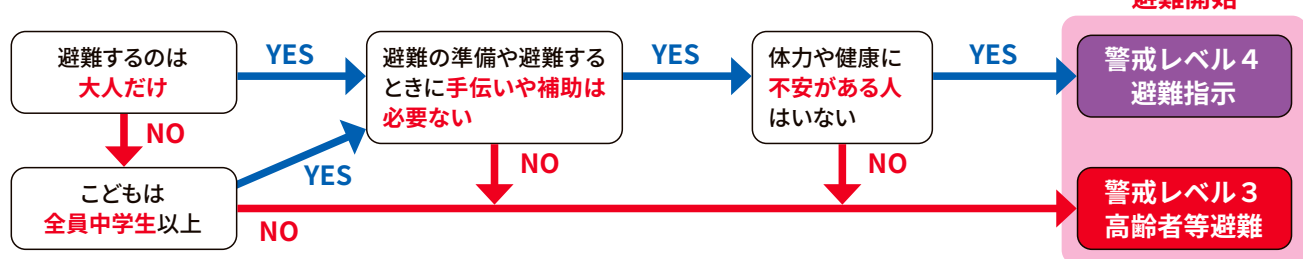 避難開始
避難するのは
大人だけ
YES
避難の準備や避難する
ときに手伝いや補助は
必要ない
YES
体力や健康に
不安がある人
はいない
YES
警戒レベル4
避難指示
NO
YES
NO
NO
こどもは
全員中学生以上
NO
警戒レベル3
高齢者等避難